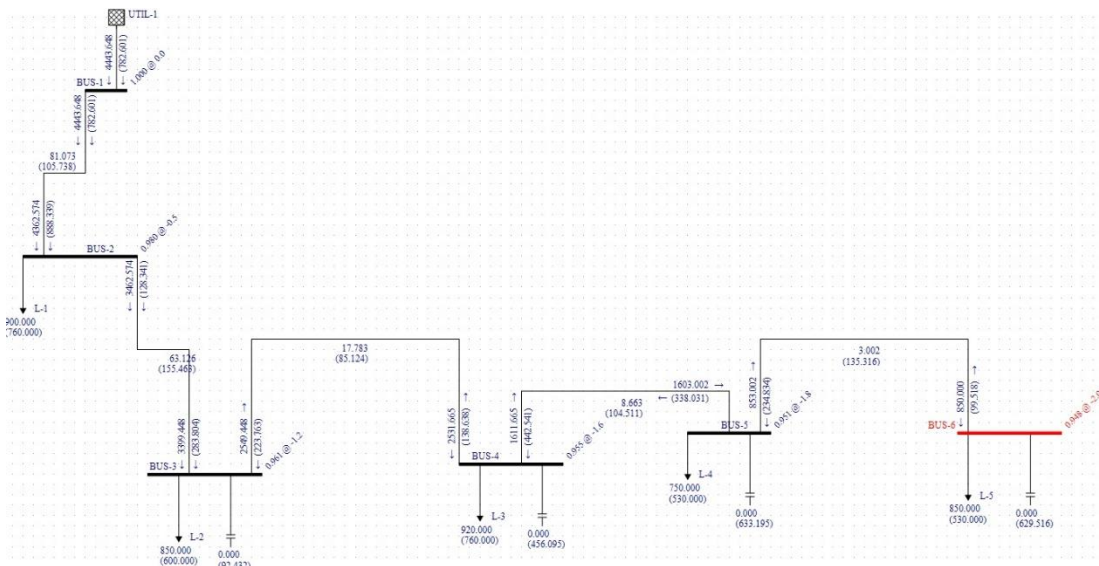 UTIL-1
4443.648
(782.601)
BUS-1
1.000 @ 0.0
4443.648
(782.601)
81.073
(105.738)
4362.574
(888.339)
BUS-2
0.980 @ -0.5
L-1
900.000
(760.000)
3462.574
(128.341)
63.126
(155.463)
3399.448
(283.804)
2549.448
(223.763)
BUS-3
0.961 @ -1.2
L-2
850.000
(600.000)
0.000
(92.432)
17.783
(85.124)
2531.665
(138.638)
1611.665
(442.541)
BUS-4
0.955 @ -1.6
L-3
920.000
(760.000)
0.000
(456.095)
1603.002
(338.031)
8.663
(104.511)
853.002
(234.834)
BUS-5
0.951 @ -1.8
L-4
750.000
(530.000)
0.000
(633.195)
3.002
(135.316)
850.000
(99.518)
BUS-6
L-5
850.000
(530.000)
0.000
(629.516)